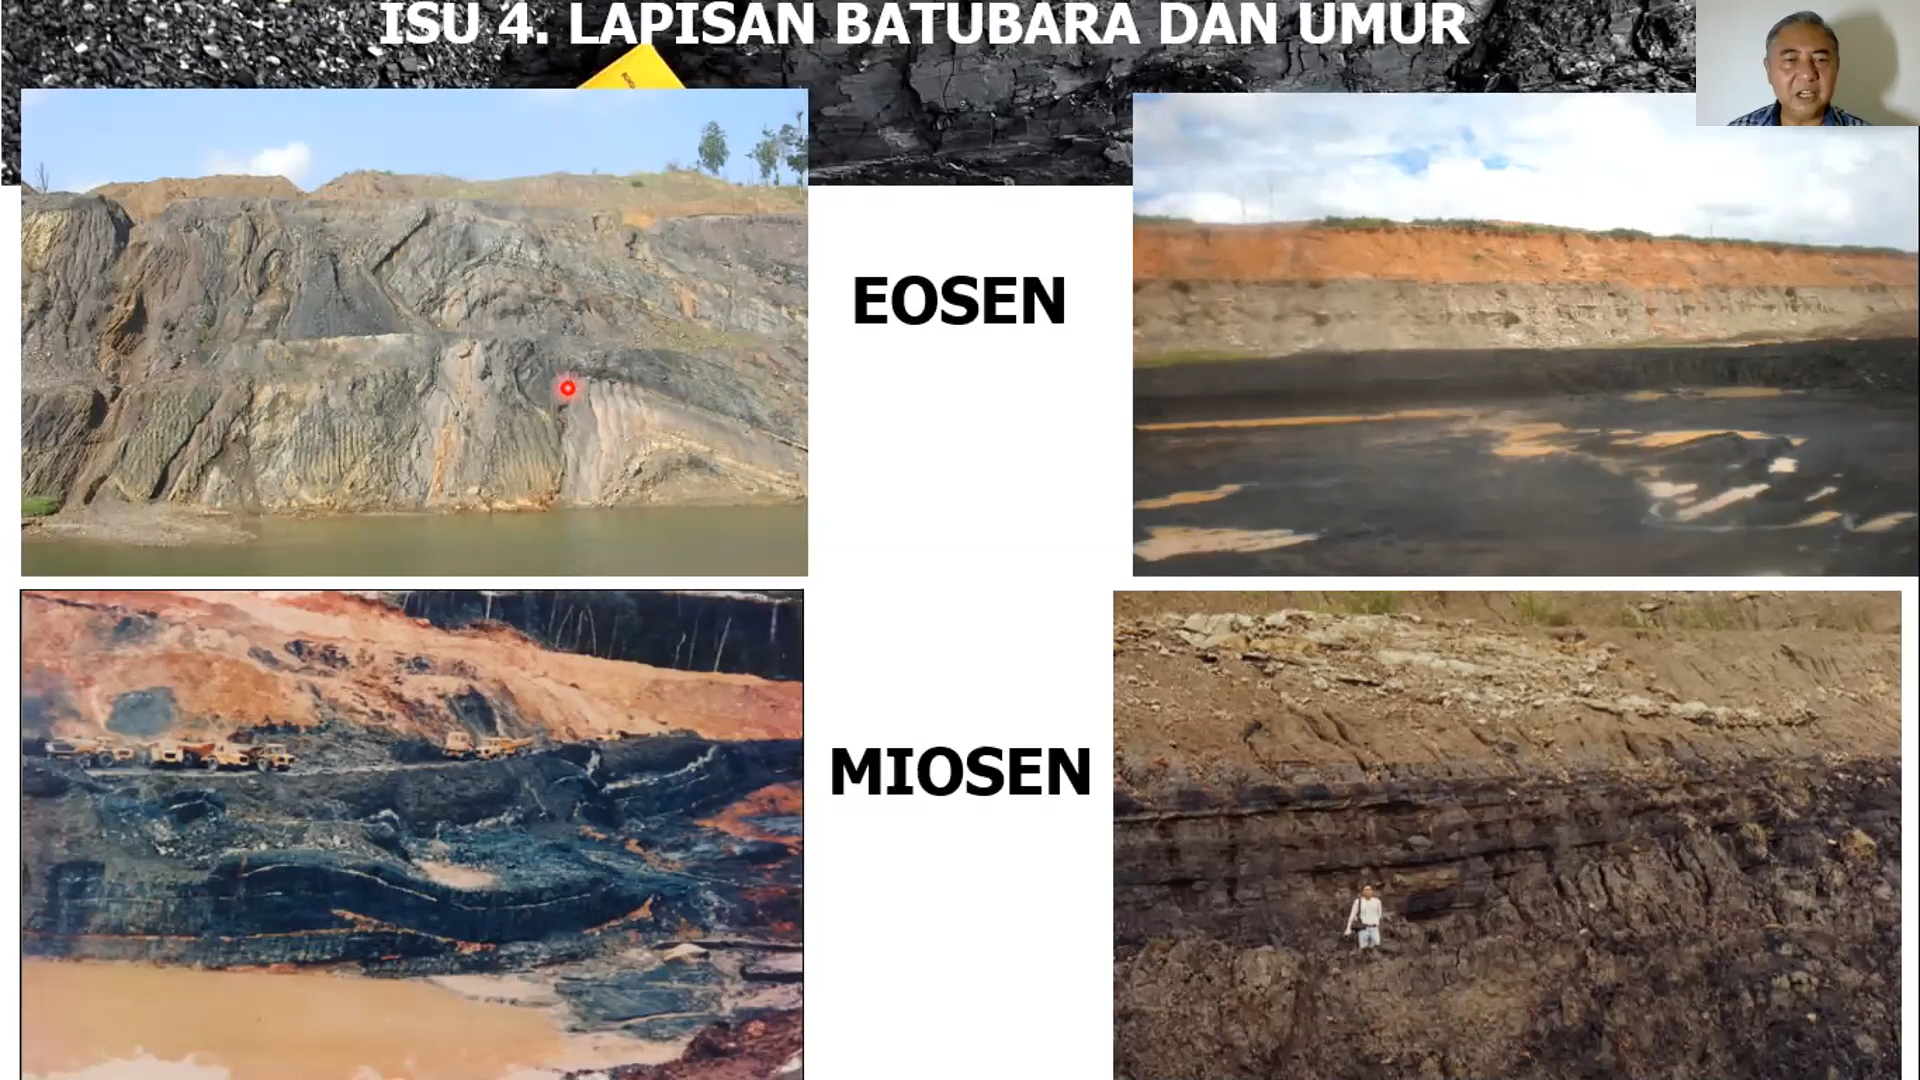 ISU 4. LAPISAN BATUBARA DAN UMUR
EOSEN
MIOSEN